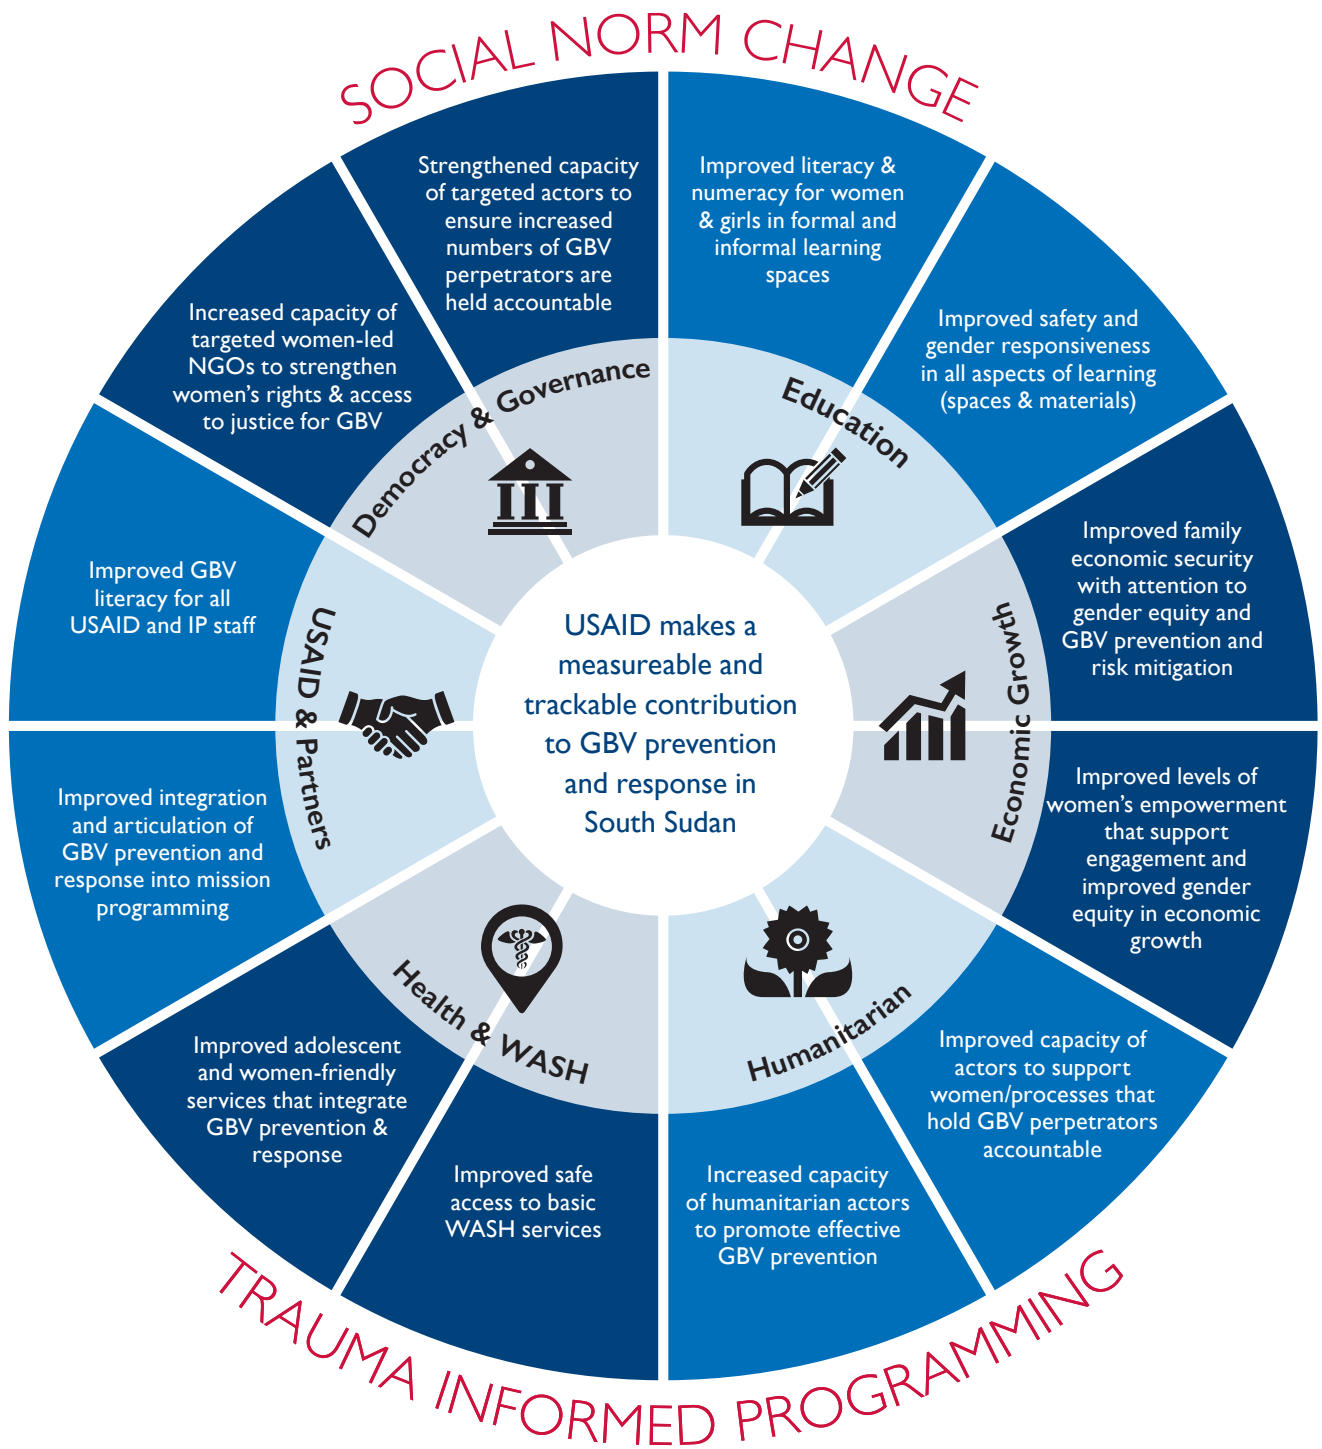 SOCIAL NORM CHANGE
Strengthened capacity
of targeted actors to
ensure increased
numbers of GBV
perpetrators are
held accountable
Improved literacy &
numeracy for women
& girls in formal and
informal learning
spaces
Increased capacity of
targeted women-led
NGOs to strengthen
women’s rights & access
to justice for GBV
Improved safety and
gender responsiveness
in all aspects of learning
(spaces & materials)
Democracy & Governance
Education
Improved GBV
literacy for all
USAID and IP staff
Improved family
economic security
with attention to
gender equity and
GBV prevention and
risk mitigation
USAID & Partners
USAID makes a
measureable and
trackable contribution
to GBV prevention
and response in
South Sudan
Economic Growth
Improved integration
and articulation of
GBV prevention and
response into mission
programming
Improved levels of
women’s empowerment
that support
engagement and
improved gender
equity in economic
growth
Health & WASH
Humanitarian
Improved adolescent
and women-friendly
services that integrate
GBV prevention &
response
Improved capacity of
actors to support
women/processes that
hold GBV perpetrators
accountable
Improved safe
access to basic
WASH services
Increased capacity
of humanitarian actors
to promote effective
GBV prevention
TRAUMA INFORMED PROGRAMMING